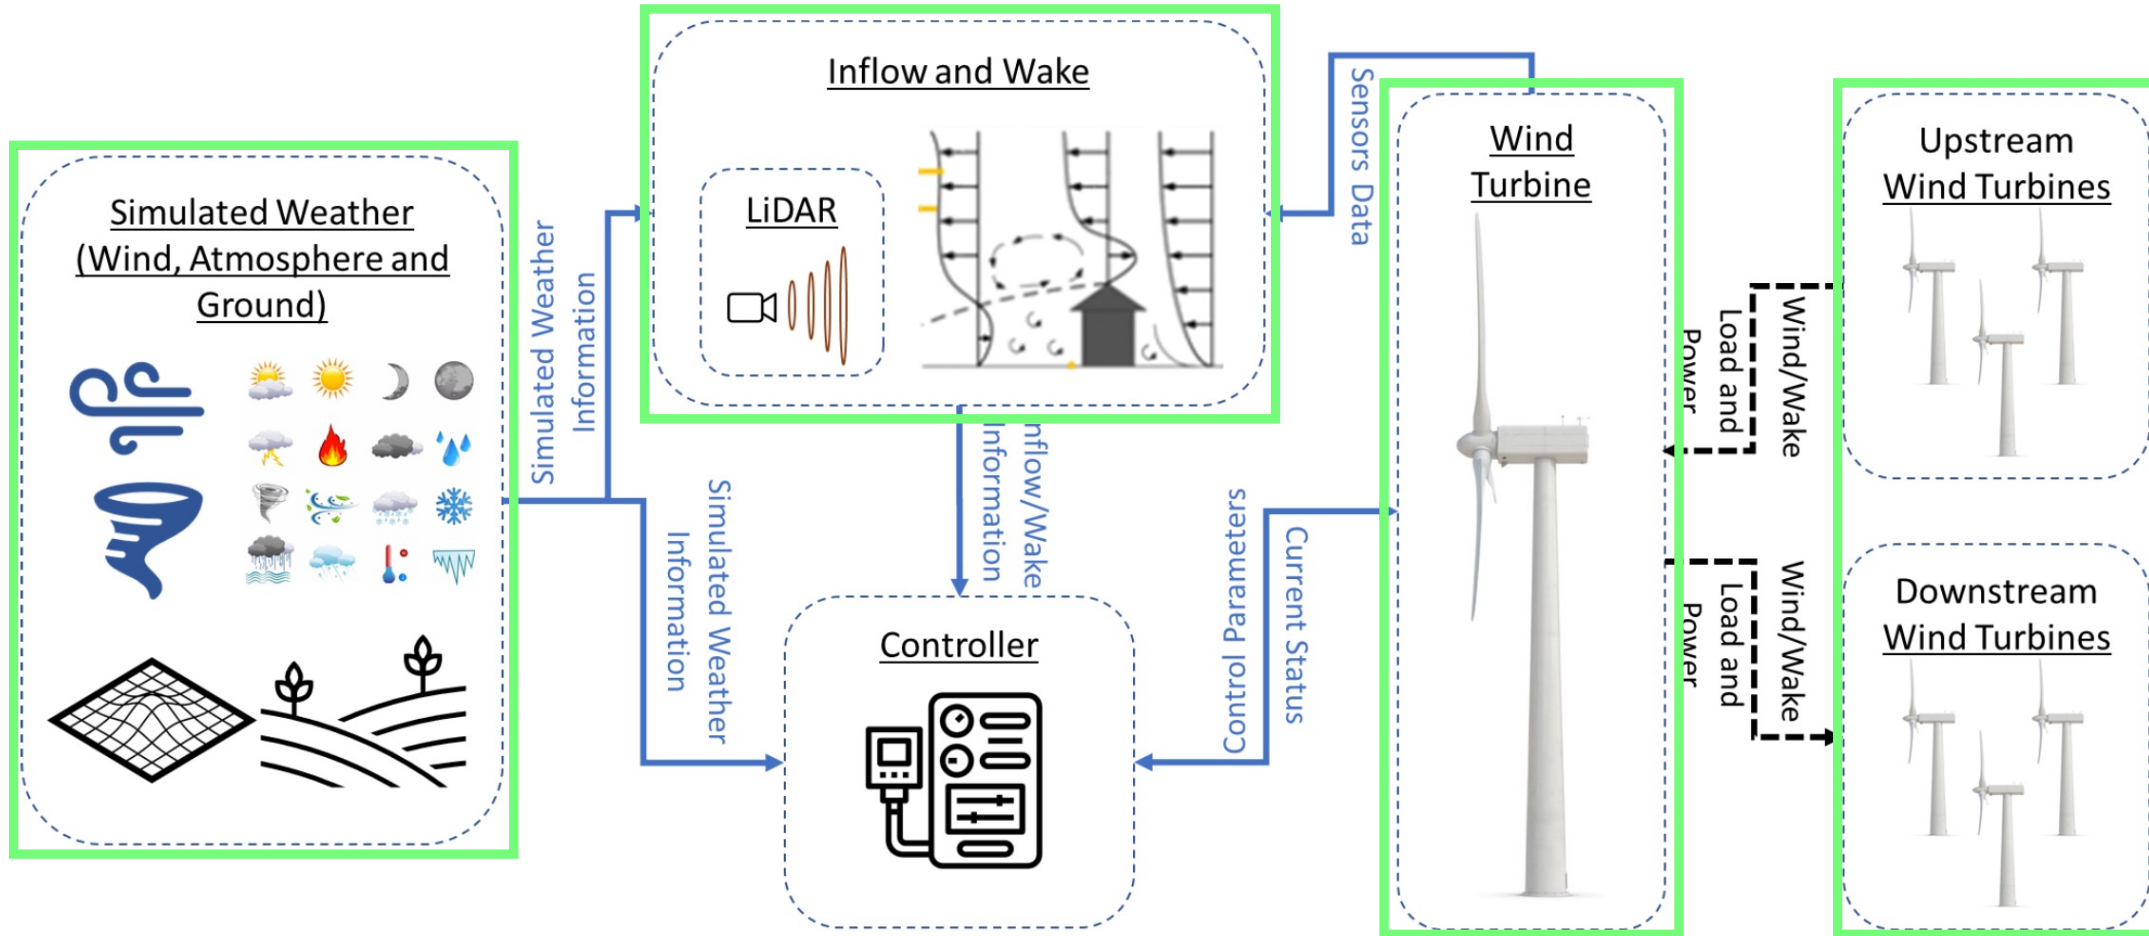 Simulated Weather
(Wind, Atmosphere and
Ground)
Simulated Weather
Information
Simulated Weather
Information
Inflow and Wake
LiDAR
Inflow/Wake
Information
Controller
Sensors Data
Control Parameters
Current Status
Wind
Turbine
Wind/Wake
Load and
Power
Wind/Wake
Load and
Power
Upstream
Wind Turbines
Downstream
Wind Turbines